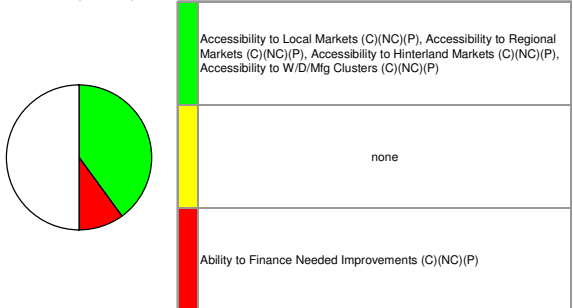 Accessibility to Local Markets (C)(NC)(P), Accessibility to Regional
Markets (C)(NC)(P), Accessibility to Hinterland Markets (C)(NC)(P),
Accessibility to W/D/Mfg Clusters (C)(NC)(P)
none
Ability to Finance Needed Improvements (C)(NC)(P)